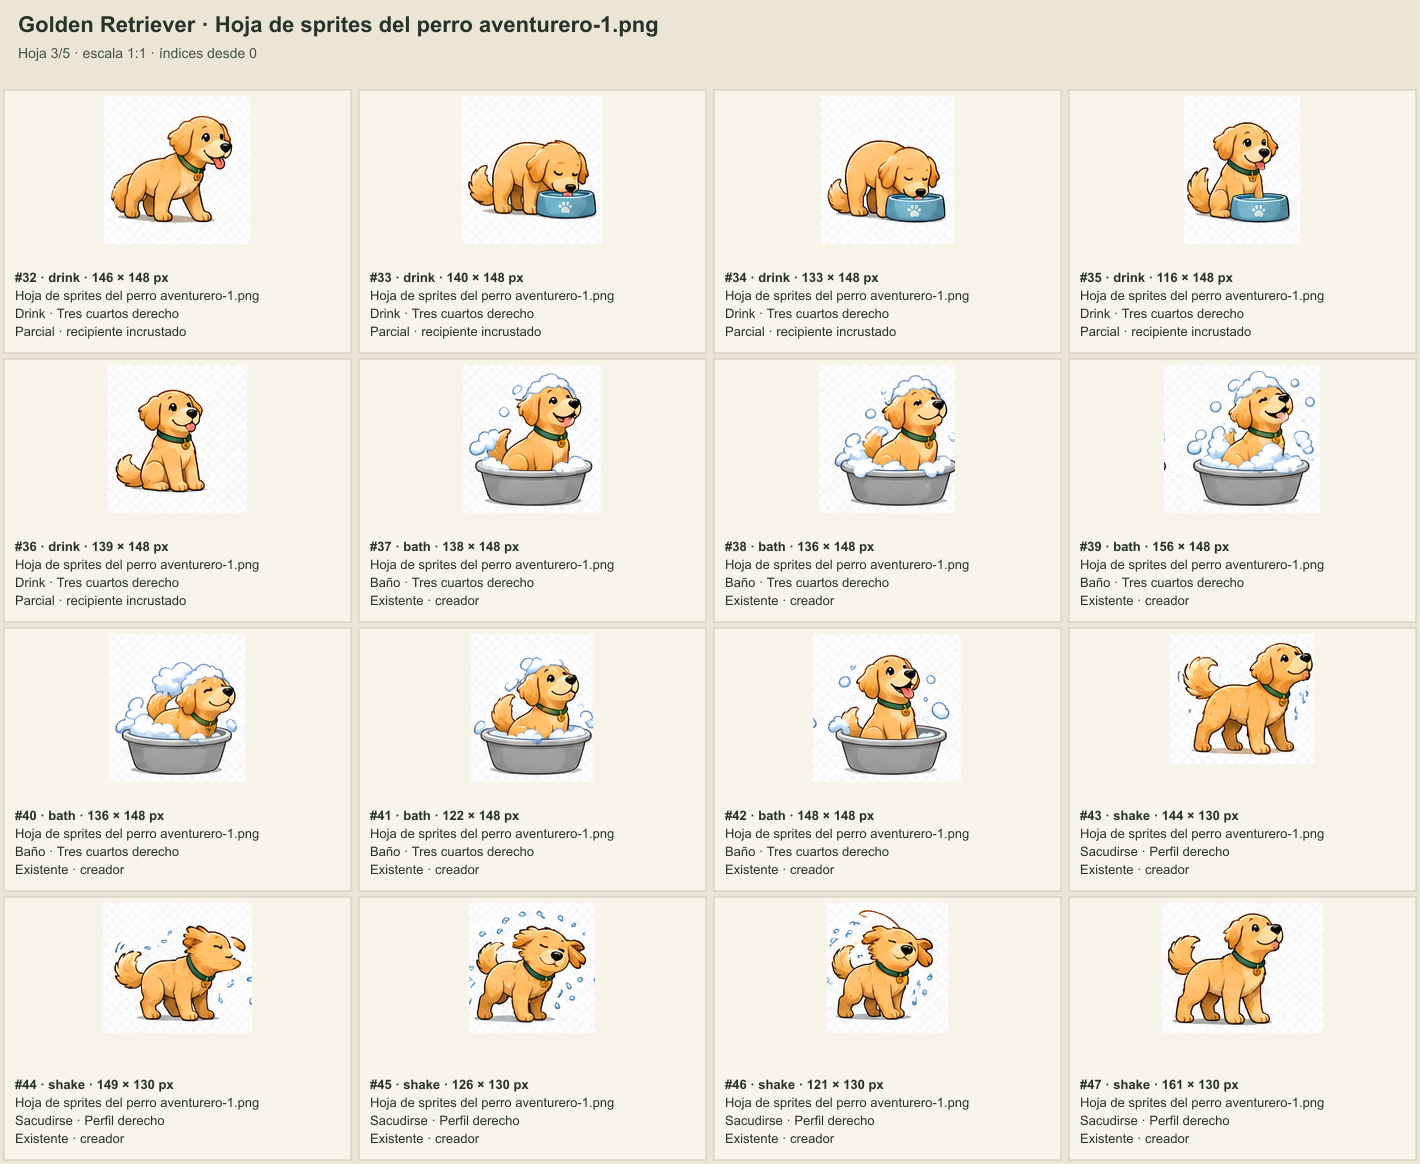 Golden Retriever · Hoja de sprites del perro aventurero-1.png
Hoja 3/5 · escala 1:1 · índices desde 0
#32 · drink · 146 × 148 px
Hoja de sprites del perro aventurero-1.png
Drink · Tres cuartos derecho
Parcial · recipiente incrustado
#33 · drink · 140 × 148 px
Hoja de sprites del perro aventurero-1.png
Drink · Tres cuartos derecho
Parcial · recipiente incrustado
#34 · drink · 133 × 148 px
Hoja de sprites del perro aventurero-1.png
Drink · Tres cuartos derecho
Parcial · recipiente incrustado
#35 · drink · 116 × 148 px
Hoja de sprites del perro aventurero-1.png
Drink · Tres cuartos derecho
Parcial · recipiente incrustado
#36 · drink · 139 × 148 px
Hoja de sprites del perro aventurero-1.png
Drink · Tres cuartos derecho
Parcial · recipiente incrustado
#37 · bath · 138 × 148 px
Hoja de sprites del perro aventurero-1.png
Baño · Tres cuartos derecho
Existente · creador
#38 · bath · 136 × 148 px
Hoja de sprites del perro aventurero-1.png
Baño · Tres cuartos derecho
Existente · creador
#39 · bath · 156 × 148 px
Hoja de sprites del perro aventurero-1.png
Baño · Tres cuartos derecho
Existente · creador
#40 · bath · 136 × 148 px
Hoja de sprites del perro aventurero-1.png
Baño · Tres cuartos derecho
Existente · creador
#41 · bath · 122 × 148 px
Hoja de sprites del perro aventurero-1.png
Baño · Tres cuartos derecho
Existente · creador
#42 · bath · 148 × 148 px
Hoja de sprites del perro aventurero-1.png
Baño · Tres cuartos derecho
Existente · creador
#43 · shake · 144 × 130 px
Hoja de sprites del perro aventurero-1.png
Sacudirse · Perfil derecho
Existente · creador
#44 · shake · 149 × 130 px
Hoja de sprites del perro aventurero-1.png
Sacudirse · Perfil derecho
Existente · creador
#45 · shake · 126 × 130 px
Hoja de sprites del perro aventurero-1.png
Sacudirse · Perfil derecho
Existente · creador
#46 · shake · 121 × 130 px
Hoja de sprites del perro aventurero-1.png
Sacudirse · Perfil derecho
Existente · creador
#47 · shake · 161 × 130 px
Hoja de sprites del perro aventurero-1.png
Sacudirse · Perfil derecho
Existente · creador